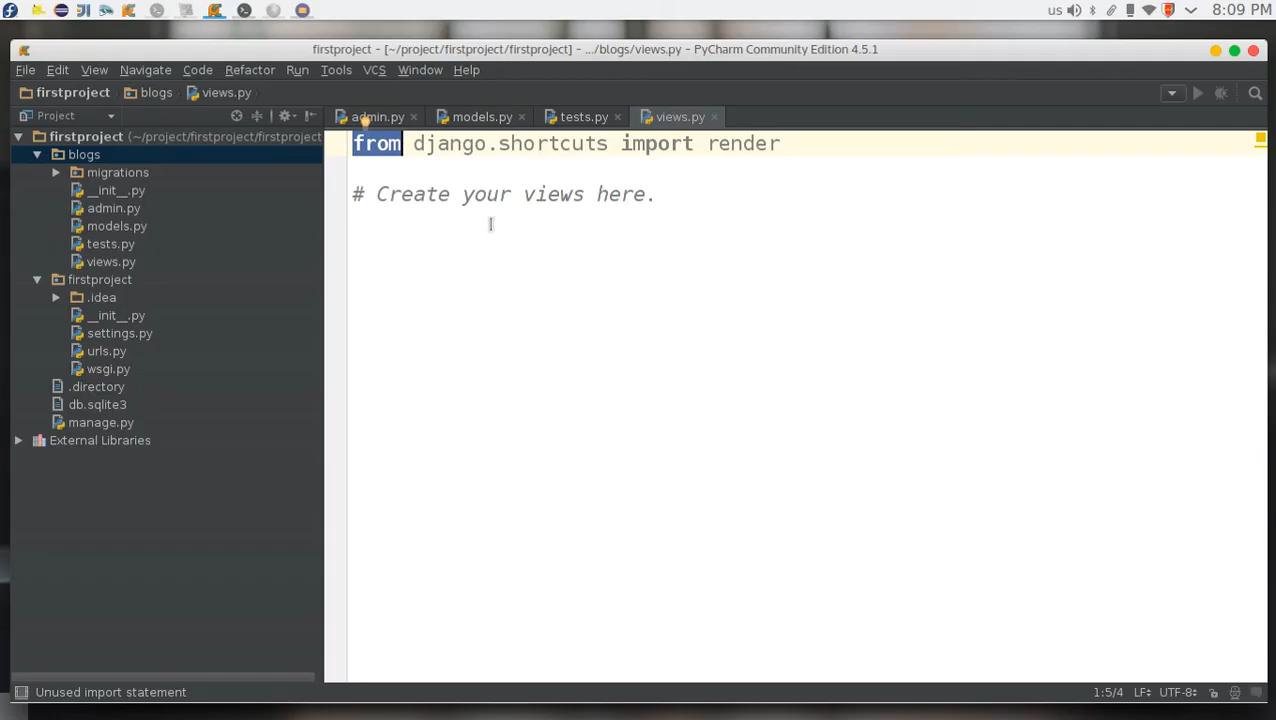 us 8:09 PM
firstproject - [~/project/firstproject/firstproject] - .../blogs/views.py - PyCharm Community Edition 4.5.1
File Edit View Navigate Code Refactor Run Tools VCS Window Help
firstproject blogs views.py
Project
admin.py models.py tests.py views.py
firstproject (~/project/firstproject/firstproject
blogs
migrations
__init__.py
admin.py
models.py
tests.py
views.py
firstproject
.idea
__init__.py
settings.py
urls.py
wsgi.py
.directory
db.sqlite3
manage.py
External Libraries
from django.shortcuts import render
# Create your views here.
Unused import statement 1:5/4 LF UTF-8